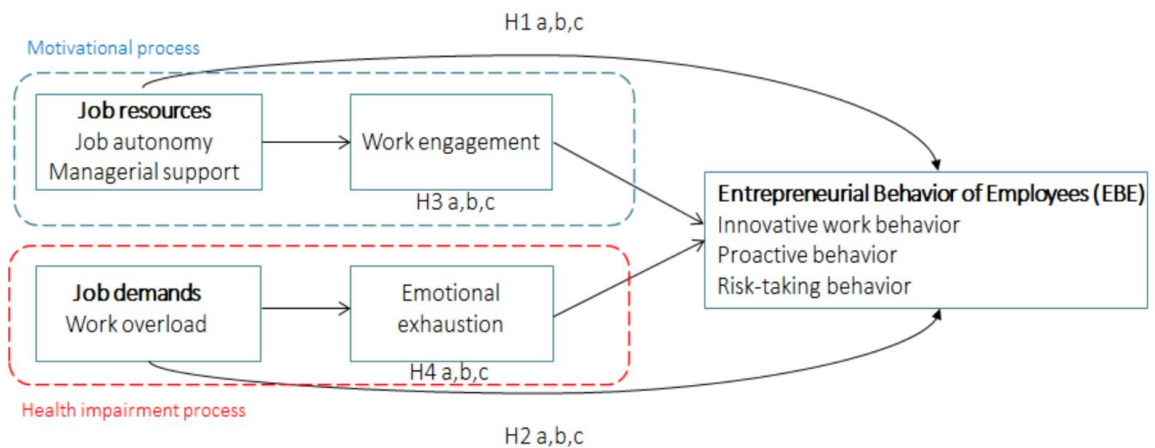 H1 a,b,c
Motivational process
Job resources
Job autonomy
Managerial support
Work engagement
H3 a,b,c
Entrepreneurial Behavior of Employees (EBE)
Innovative work behavior
Proactive behavior
Risk-taking behavior
Job demands
Work overload
Emotional
exhaustion
H4 a,b,c
Health impairment process
H2 a,b,c